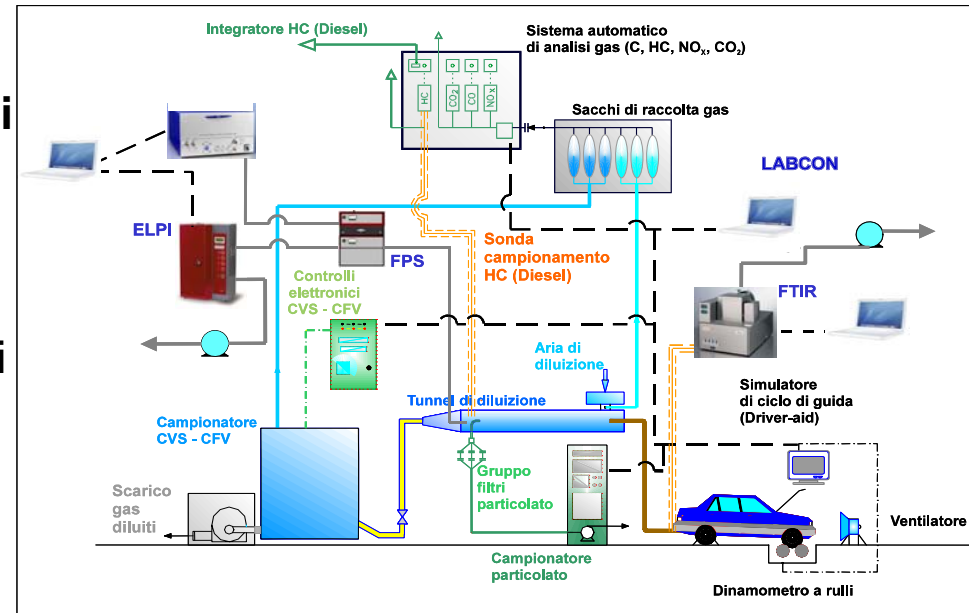 Integratore HC (Diesel)
Sistema automatico
di analisi gas (C, HC, NOX, CO2)
HC
CO2
CO
NOX
i
Sacchi di raccolta gas
LABCON
ELPI
FPS
Sonda
campionamento
HC (Diesel)
FTIR
Controlli
elettronici
CVS - CFV
i
Aria di
diluizione
Simulatore
di ciclo di guida
(Driver-aid)
Tunnel di diluizione
Campionatore
CVS - CFV
Gruppo
filtri
particolato
Scarico
gas
diluiti
Ventilatore
Campionatore
particolato
Dinamometro a rulli